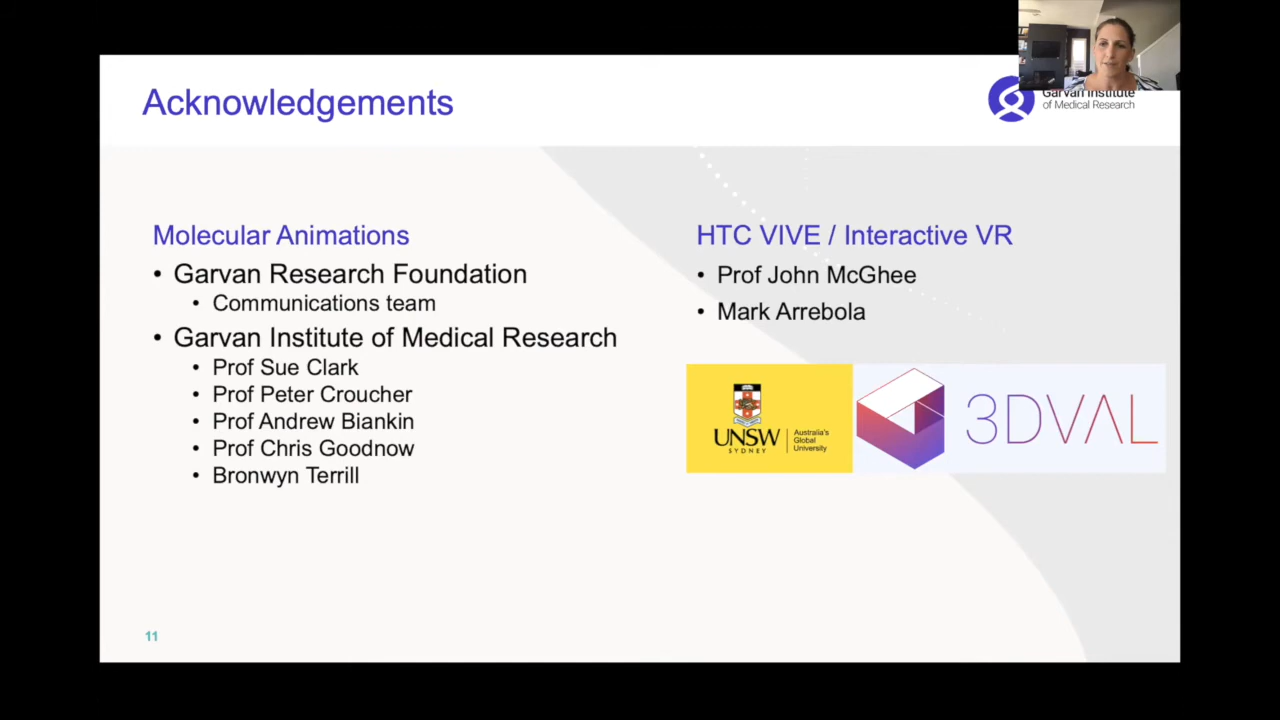 Acknowledgements
Garvan Institute
of Medical Research
Molecular Animations
• Garvan Research Foundation
• Communications team
• Garvan Institute of Medical Research
• Prof Sue Clark
• Prof Peter Croucher
• Prof Andrew Biankin
• Prof Chris Goodnow
• Bronwyn Terrill
HTC VIVE / Interactive VR
• Prof John McGhee
• Mark Arrebola
UNSW
SYDNEY
Australia's
Global
University
3DVAL
11